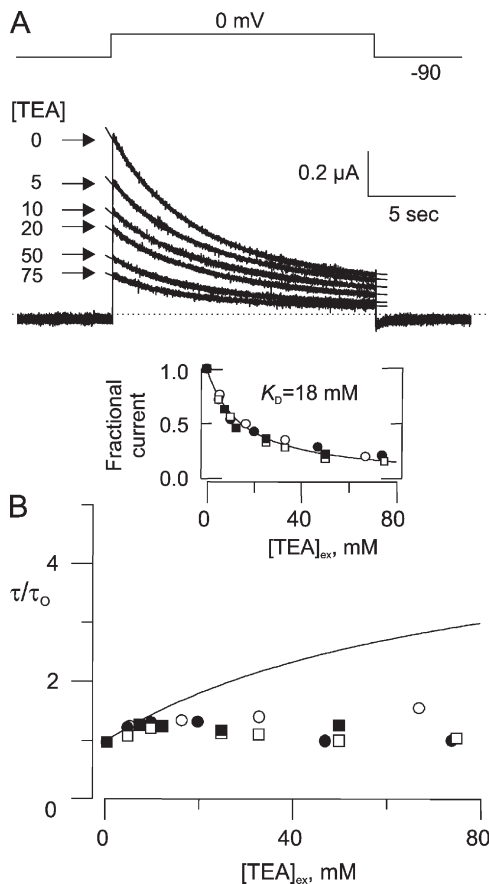 A
0 mV
-90
[TEA]
0
5
10
20
50
75
0.2 µA
5 sec
Fractional
current
1.0
0.5
0.0
K_D=18 mM
0
40
80
[TEA]ex, mM
B
τ/τO
4
2
0
0
40
80
[TEA]ex, mM